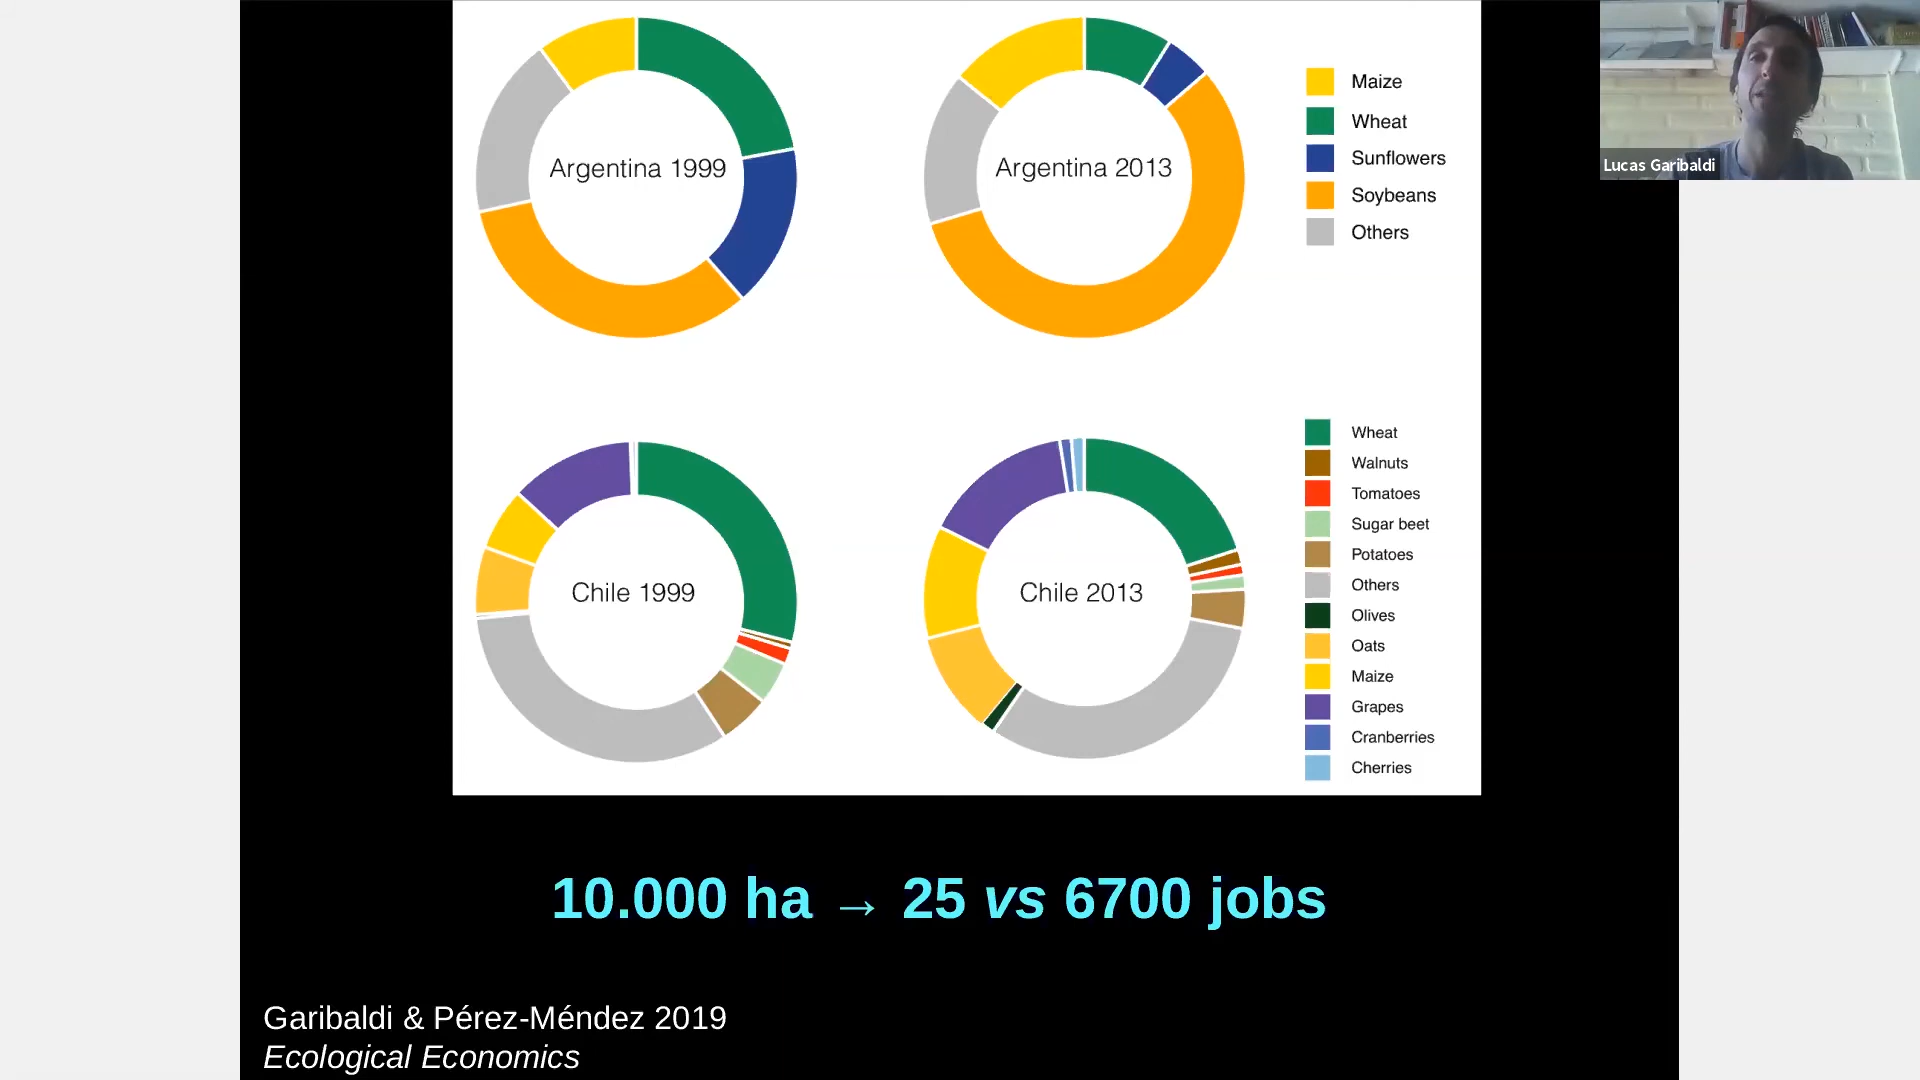 Argentina 1999
Argentina 2013
Maize
Wheat
Sunflowers
Soybeans
Others
Lucas Garibaldi
Chile 1999
Chile 2013
Wheat
Walnuts
Tomatoes
Sugar beet
Potatoes
Others
Olives
Oats
Maize
Grapes
Cranberries
Cherries
10.000 ha → 25 vs 6700 jobs
Garibaldi & Pérez-Méndez 2019
Ecological Economics